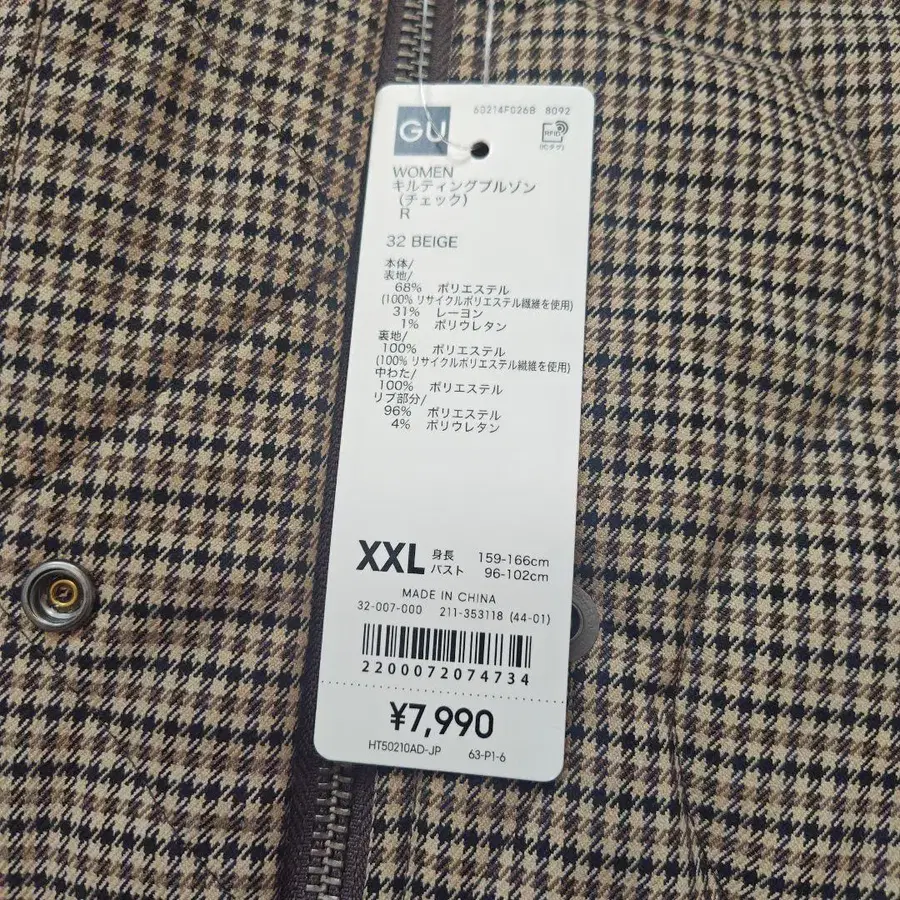 GU
60214F026B 8092
RFID
(ICタグ)
WOMEN
キルティングブルゾン
(チェック)
R
32 BEIGE
本体/
表地/
68% ポリエステル
(100% リサイクルポリエステル繊維を使用)
31% レーヨン
1% ポリウレタン
裏地/
100% ポリエステル
(100% リサイクルポリエステル繊維を使用)
中わた/
100% ポリエステル
リブ部分/
96% ポリエステル
4% ポリウレタン
XXL 身長 159-166cm
バスト 96-102cm
MADE IN CHINA
32-007-000 211-353118 (44-01)
2200072074734
¥7,990
HT50210AD-JP 63-P1-6